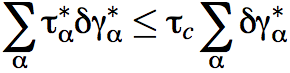 ∑_α τ*_α δγ*_α ≤ τ_c ∑_α δγ*_α